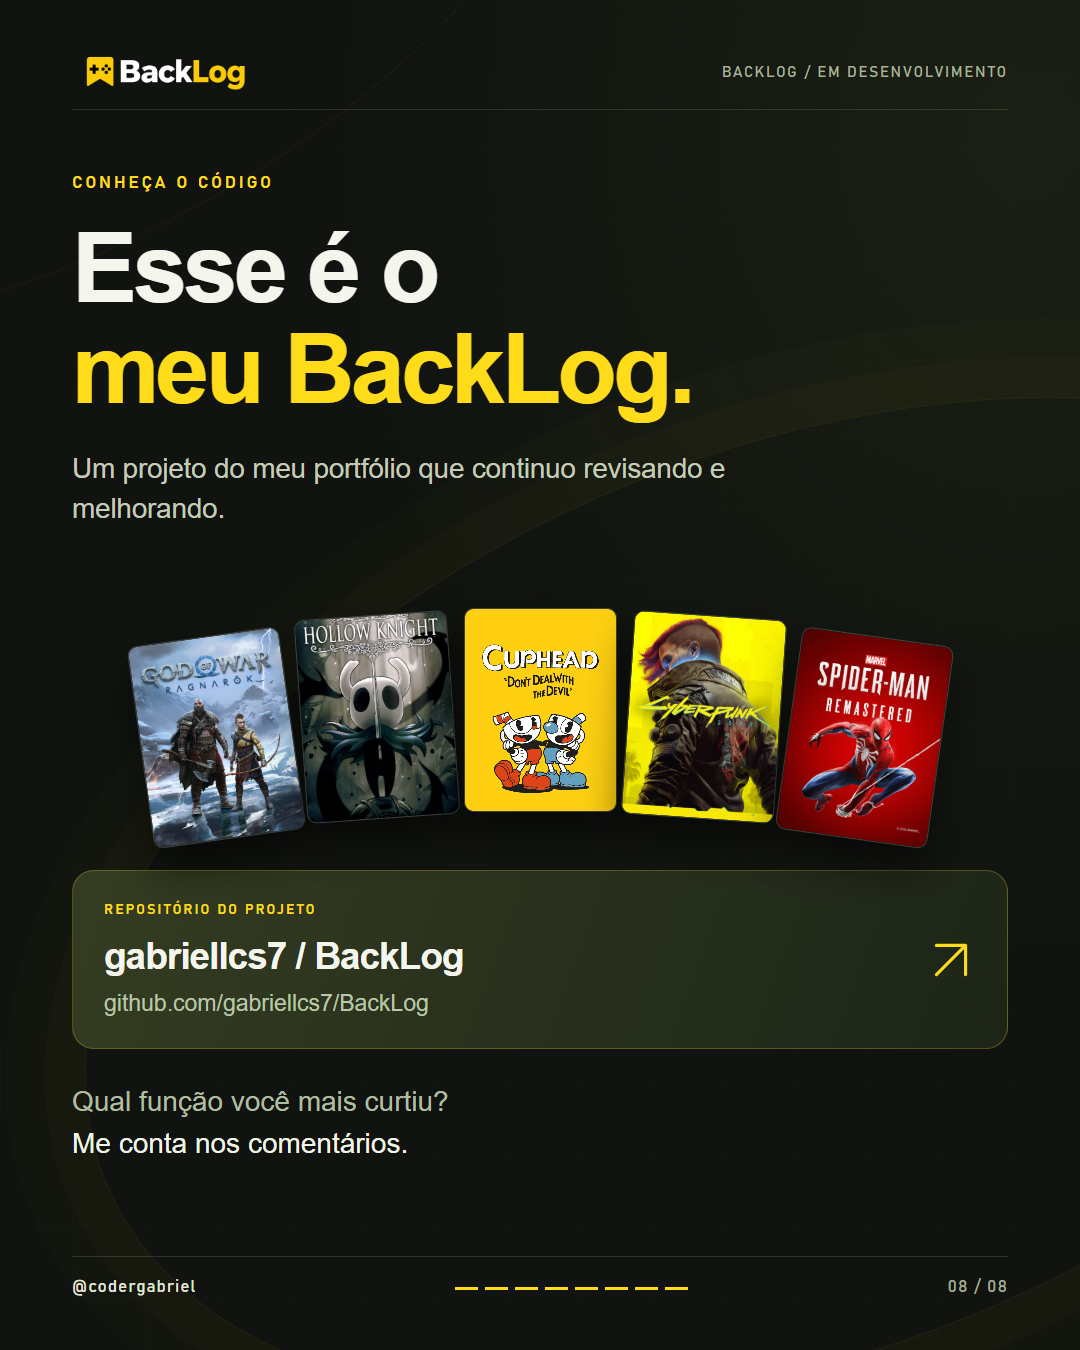 BackLog
BACKLOG / EM DESENVOLVIMENTO
CONHEÇA O CÓDIGO
Esse é o
meu BackLog.
Um projeto do meu portfólio que continuo revisando e
melhorando.
GOD OF WAR
RAGNARÖK
HOLLOW KNIGHT
CUPHEAD
"DON'T DEAL WITH
THE DEVIL"
CYBERPUNK
MARVEL
SPIDER-MAN
REMASTERED
REPOSITÓRIO DO PROJETO
gabriellcs7 / BackLog
github.com/gabriellcs7/BackLog
Qual função você mais curtiu?
Me conta nos comentários.
@codergabriel
08 / 08